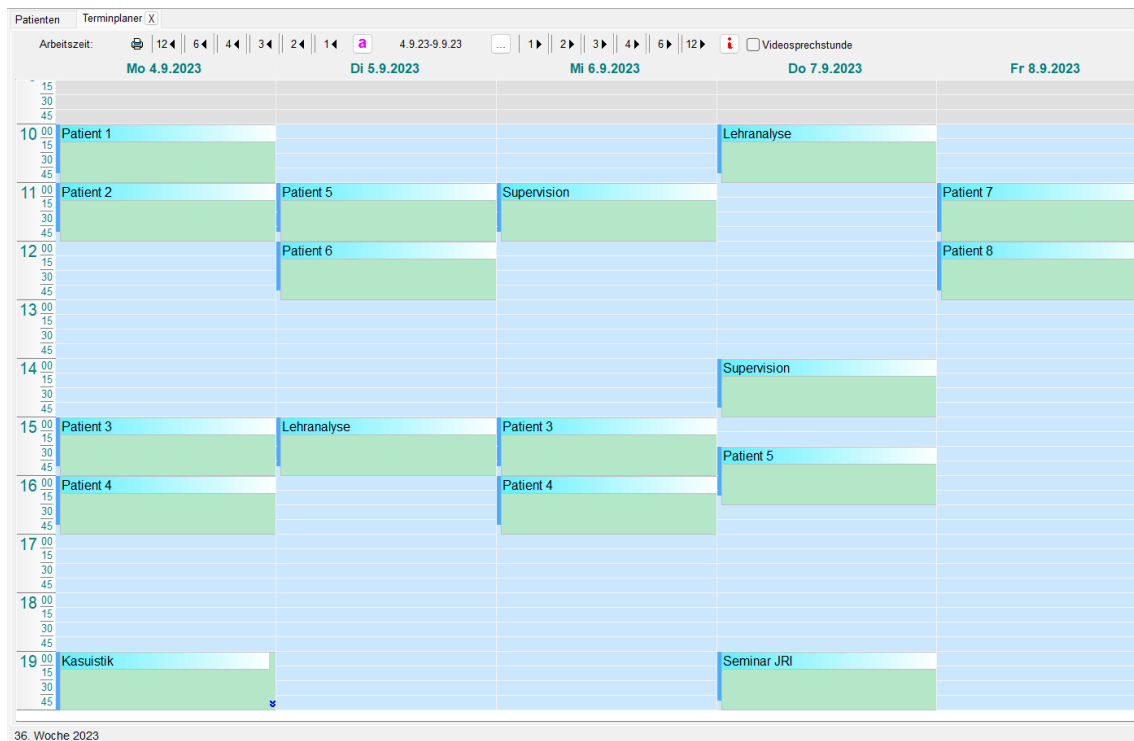 Patienten Terminplaner X
Arbeitszeit: 12 6 4 3 2 1 a 4.9.23-9.9.23 ... 1 2 3 4 6 12 i Videosprechstunde
Mo 4.9.2023 Di 5.9.2023 Mi 6.9.2023 Do 7.9.2023 Fr 8.9.2023
15
30
45
10 00 Patient 1 Lehranalyse
15
30
45
11 00 Patient 2 Patient 5 Supervision Patient 7
15
30
45
12 00 Patient 6 Patient 8
15
30
45
13 00
15
30
45
14 00 Supervision
15
30
45
15 00 Patient 3 Lehranalyse Patient 3
15
30 Patient 5
45
16 00 Patient 4 Patient 4
15
30
45
17 00
15
30
45
18 00
15
30
45
19 00 Kasuistik Seminar JRI
15
30
45
36. Woche 2023